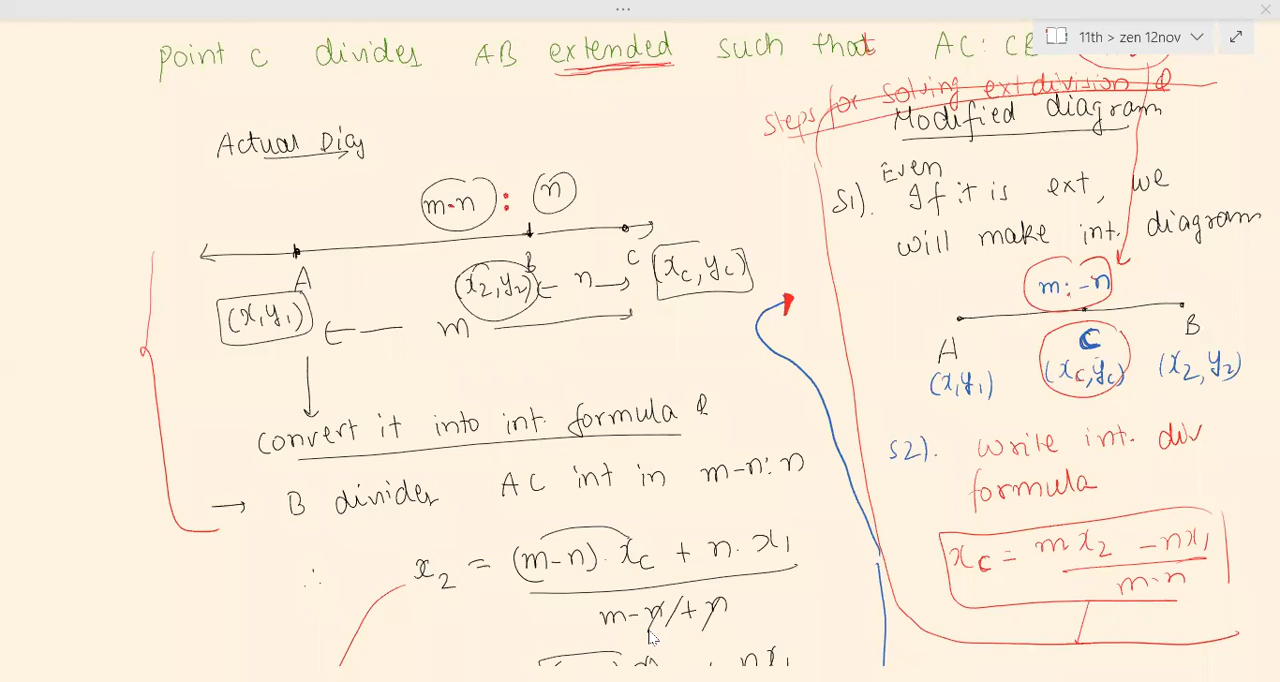 11th > zen 12nov
point c divides AB extended such that AC: CB
Actual Diag
m-n : n
A
B
C
(x1,y1)
(x2,y2)
n
(xc,yc)
m
convert it into int. formula &
→ B divides AC int in m-n:n
∴ x2 = (m-n). xc + n. x1
m-n/+n
nx1
steps for solving ext division &
Modified diagram
S1). Even
If it is ext, we
will make int. diagram
m:-n
A
C
B
(x1,y1)
(xc,yc)
(x2,y2)
S2). Write int. div
formula
xc = mx2 -nx1
m-n